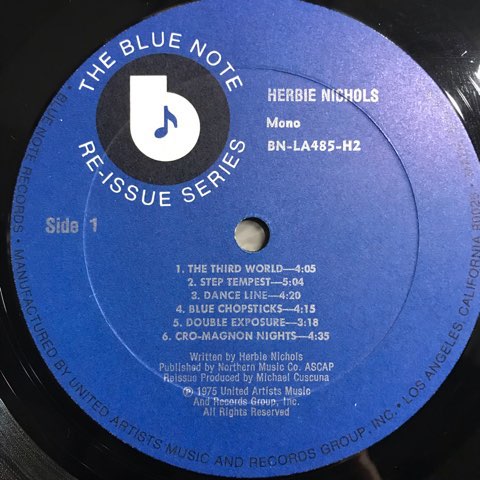 THE BLUE NOTE
RE-ISSUE SERIES
HERBIE NICHOLS
Mono
BN-LA485-H2
Side 1
1. THE THIRD WORLD—4:05
2. STEP TEMPEST—5:04
3. DANCE LINE—4:20
4. BLUE CHOPSTICKS—4:15
5. DOUBLE EXPOSURE—3:18
6. CRO-MAGNON NIGHTS—4:35
Written by Herbie Nichols
Published by Northern Music Co. ASCAP
Reissue Produced by Michael Cuscuna
℗ 1975 United Artists Music
And Records Group, Inc.
All Rights Reserved
BLUE NOTE RECORDS • MANUFACTURED BY UNITED ARTISTS MUSIC AND RECORDS GROUP, INC. • LOS ANGELES, CALIFORNIA 90028 •